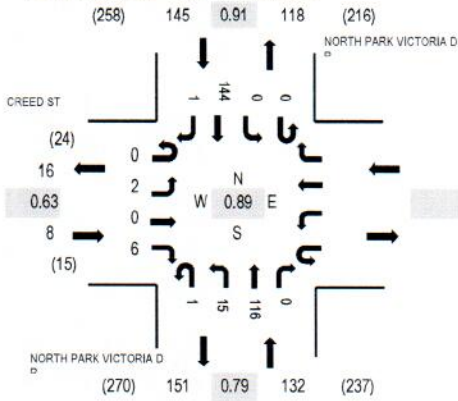 (258) 145 0.91 118 (216)
NORTH PARK VICTORIA D
1 144 0 0
CREED ST
(24)
16
0
2
N
0.63
W 0.89 E
0
8
S
6
(15)
1 15 116 0
NORTH PARK VICTORIA D
(270) 151 0.79 132 (237)